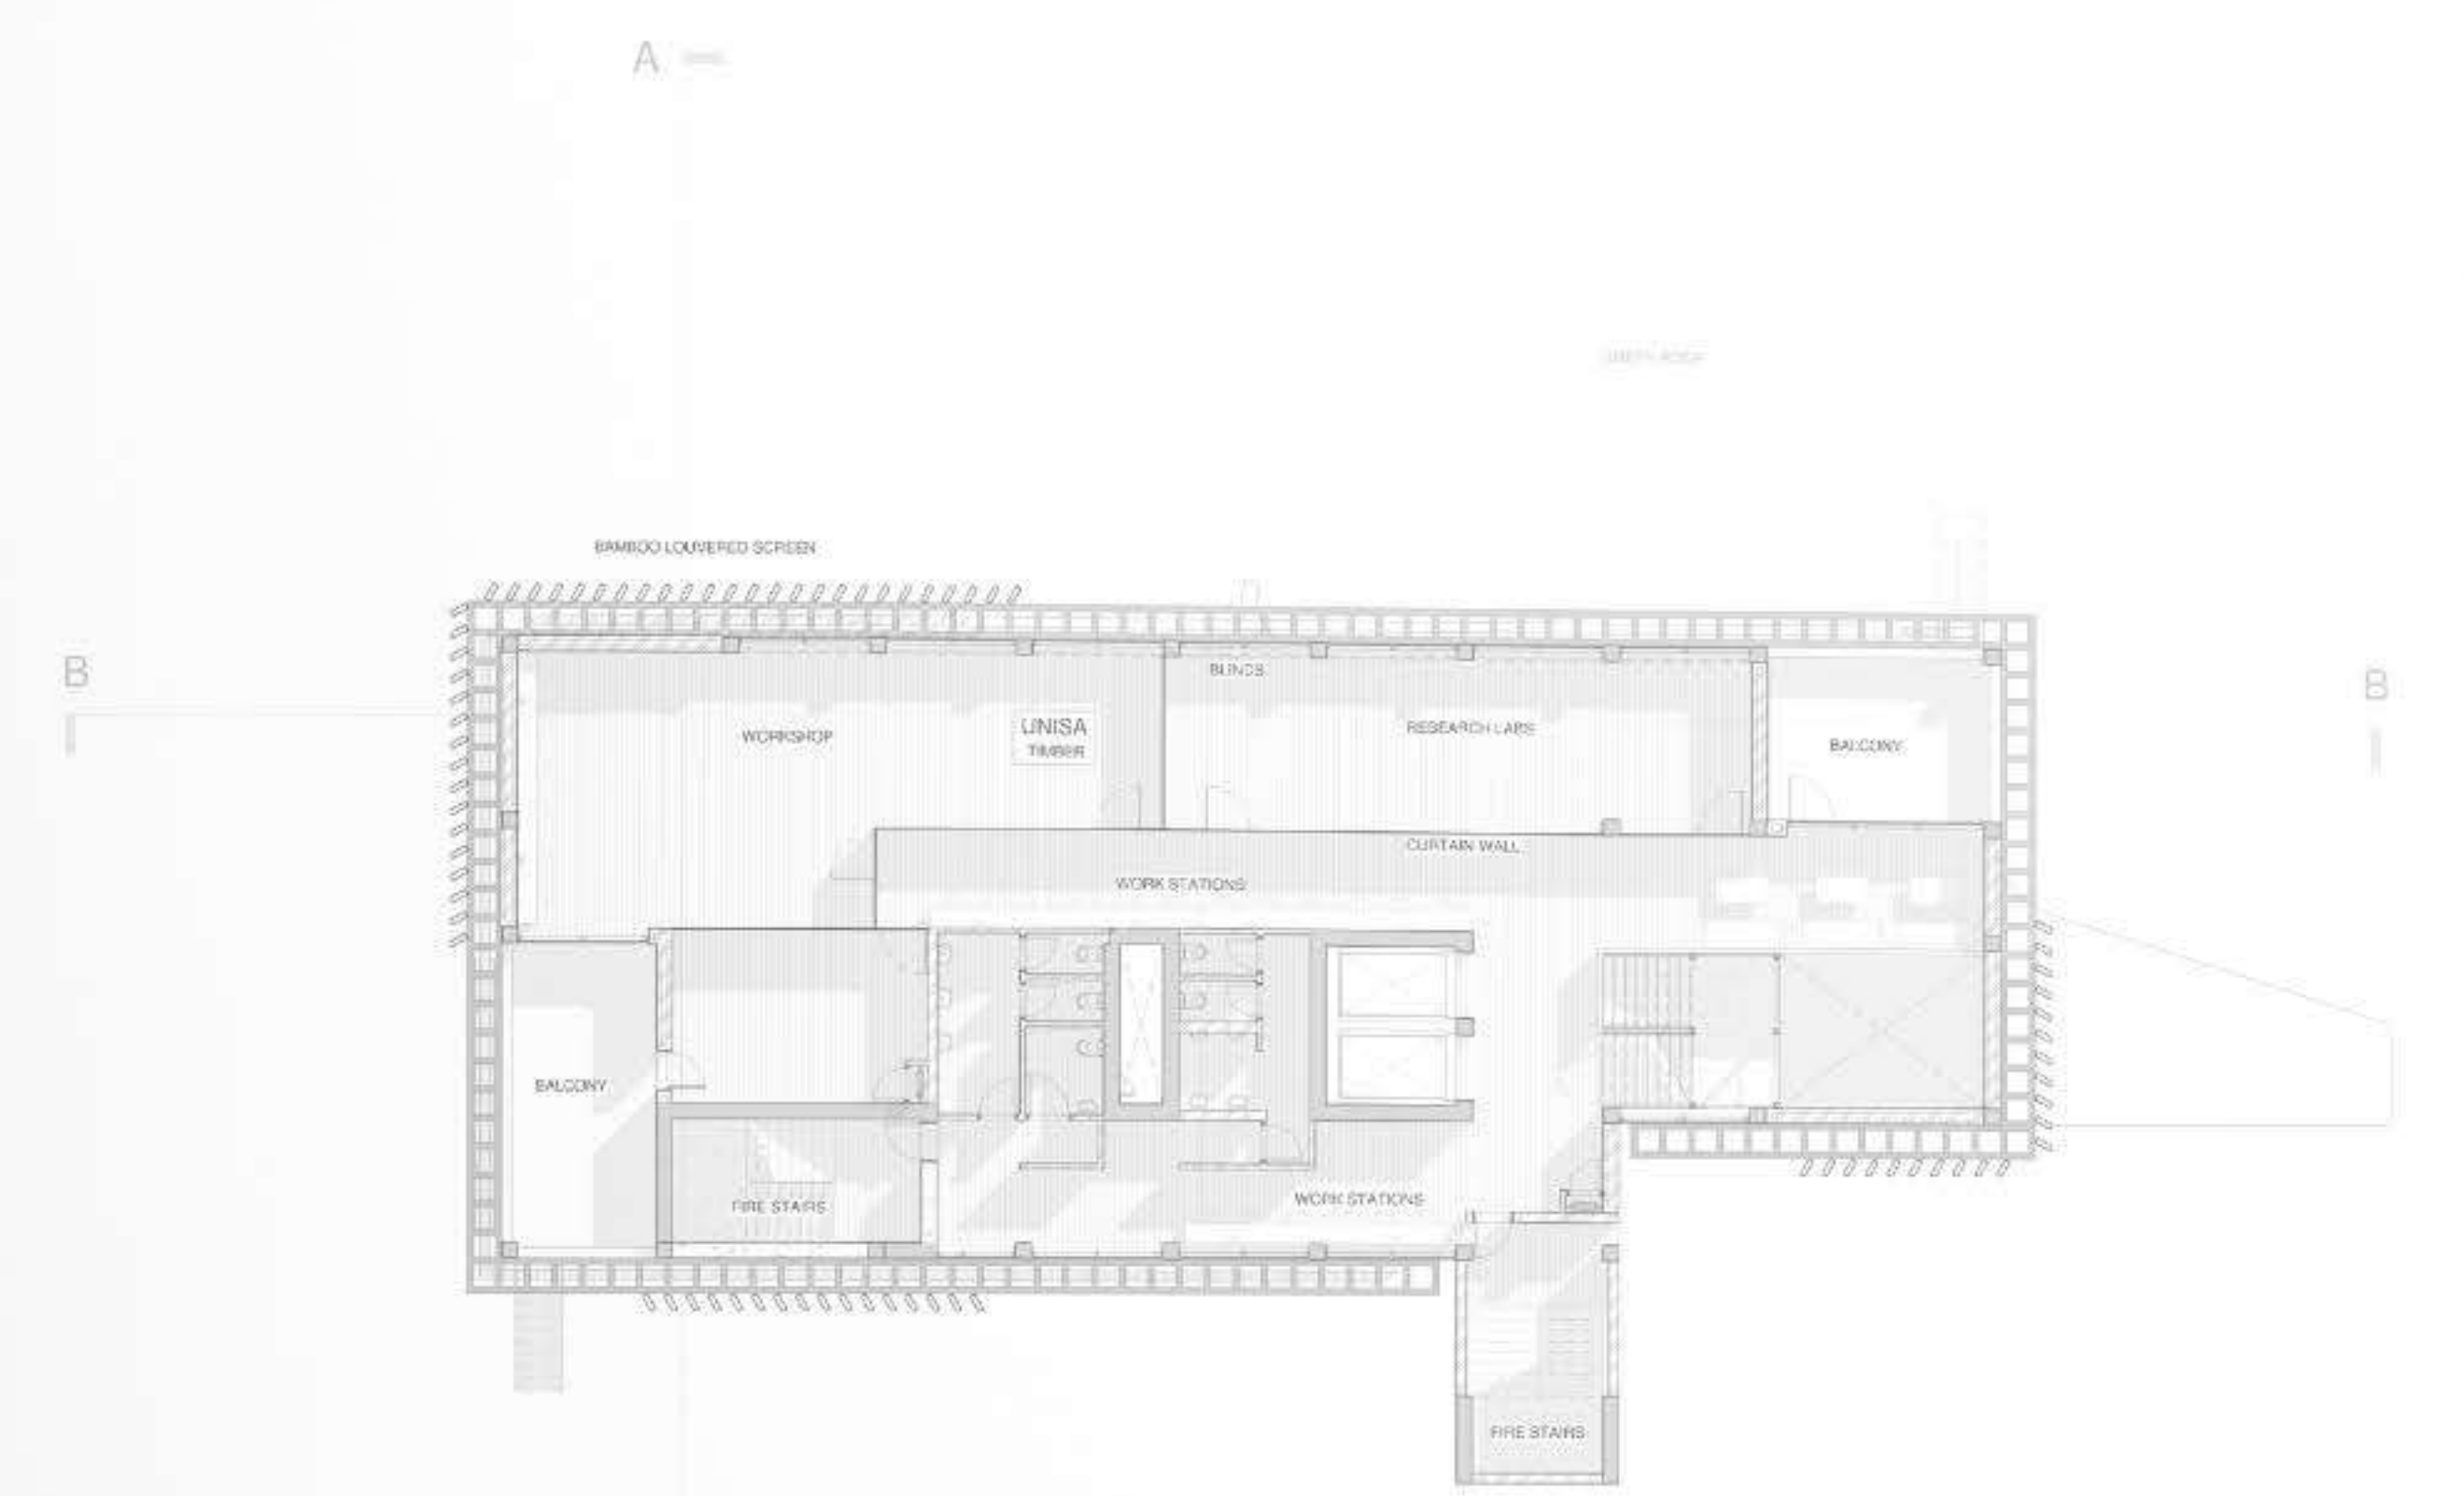 A
BAMBOO LOUVERED SCREEN
B
B
BLINDS
WORKSHOP
UNISA
TIMBER
RESEARCH LABS
BALCONY
CURTAIN WALL
WORK STATIONS
BALCONY
FIRE STAIRS
WORK STATIONS
FIRE STAIRS